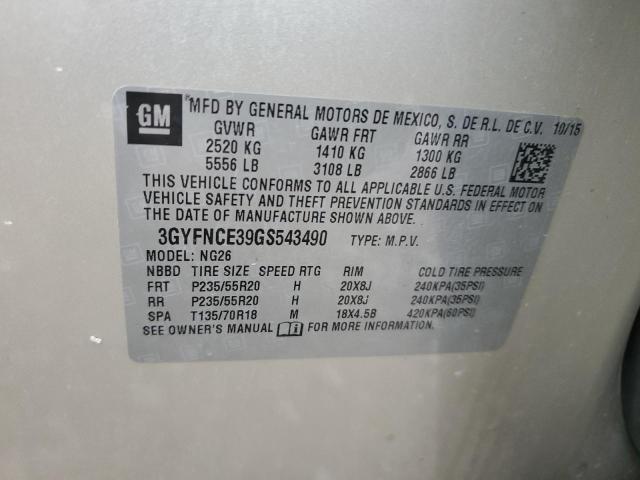 GM
®MFD BY GENERAL MOTORS DE MEXICO, S. DE R.L. DE C.V. 10/15
GVWR GAWR FRT GAWR RR
2520 KG 1410 KG 1300 KG
5556 LB 3108 LB 2866 LB
THIS VEHICLE CONFORMS TO ALL APPLICABLE U.S. FEDERAL MOTOR
VEHICLE SAFETY AND THEFT PREVENTION STANDARDS IN EFFECT ON
THE DATE OF MANUFACTURE SHOWN ABOVE.
3GYFNCE39GS543490 TYPE: M.P.V.
MODEL: NG26
NBBD TIRE SIZE SPEED RTG RIM COLD TIRE PRESSURE
FRT P235/55R20 H 20X8J 240KPA(35PSI)
RR P235/55R20 H 20X8J 240KPA(35PSI)
SPA T135/70R18 M 18X4.5B 420KPA(60PSI)
SEE OWNER'S MANUAL FOR MORE INFORMATION.